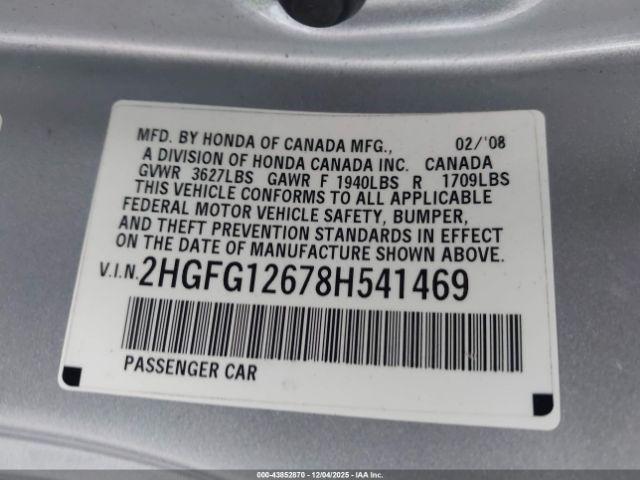 MFD. BY HONDA OF CANADA MFG., 02/'08
A DIVISION OF HONDA CANADA INC. CANADA
GVWR 3627LBS GAWR F 1940LBS R 1709LBS
THIS VEHICLE CONFORMS TO ALL APPLICABLE
FEDERAL MOTOR VEHICLE SAFETY, BUMPER,
AND THEFT PREVENTION STANDARDS IN EFFECT
ON THE DATE OF MANUFACTURE SHOWN ABOVE.
V.I.N. 2HGFG12678H541469
PASSENGER CAR
000-43852870 - 12/04/2025 - IAAI.COM